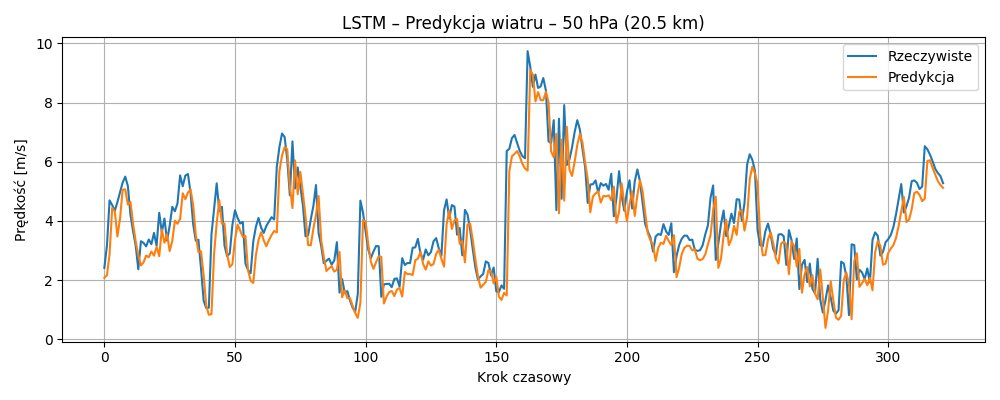 LSTM – Predykcja wiatru – 50 hPa (20.5 km)
Rzeczywiste
Predykcja
Prędkość [m/s]
10
8
6
4
2
0
0 50 100 150 200 250 300
Krok czasowy